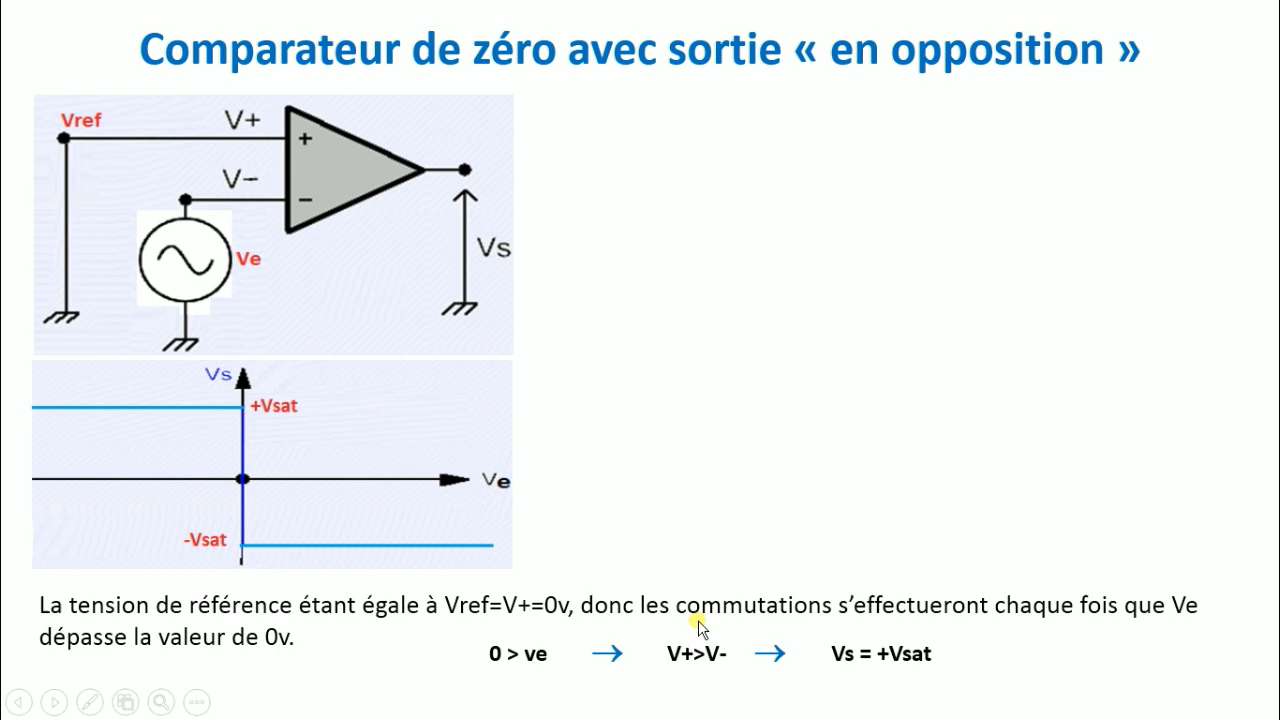 Comparateur de zéro avec sortie « en opposition »
Vref
V+
+
V−
−
Ve
Vs
Vs
+Vsat
Ve
-Vsat
La tension de référence étant égale à Vref=V+=0v, donc les commutations s’effectueront chaque fois que Ve
dépasse la valeur de 0v.
0 > ve → V+>V- → Vs = +Vsat